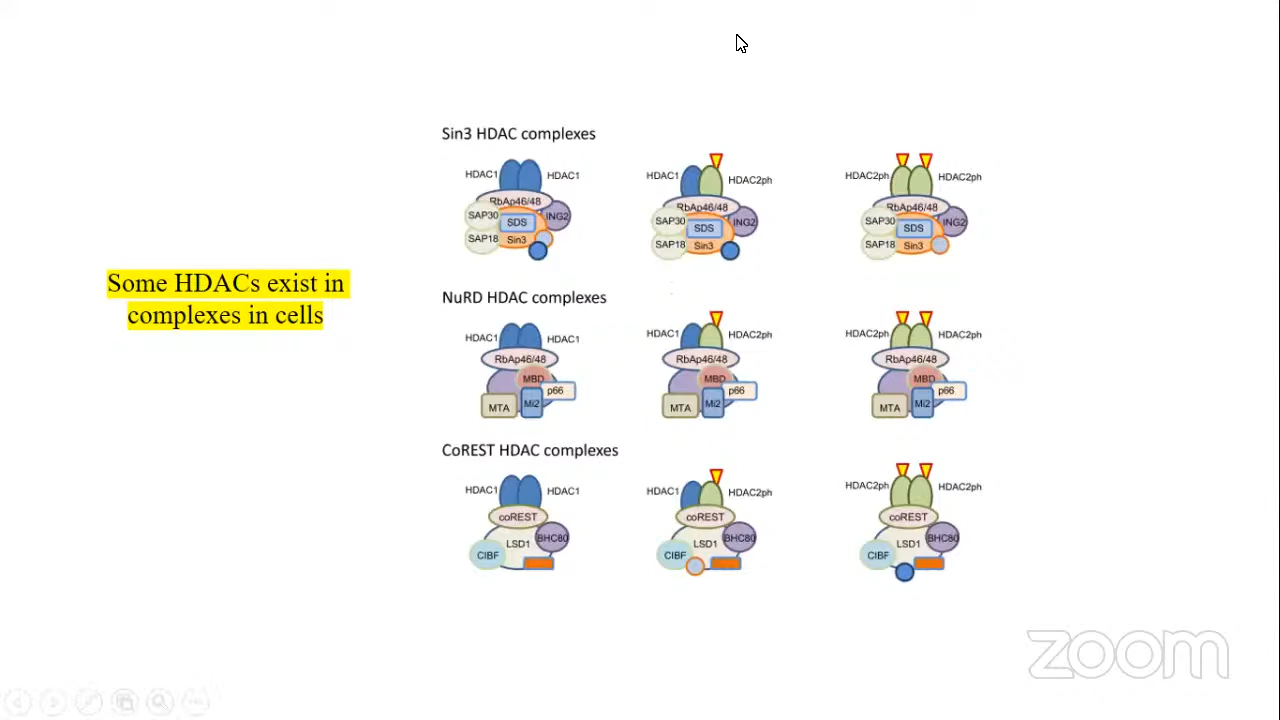 Some HDACs exist in
complexes in cells
Sin3 HDAC complexes
HDAC1 HDAC1
RbAp46/48
SAP30 SDS ING2
SAP18 Sin3
HDAC1 HDAC2ph
RbAp46/48
SAP30 SDS ING2
SAP18 Sin3
HDAC2ph HDAC2ph
RbAp46/48
SAP30 SDS ING2
SAP18 Sin3
NuRD HDAC complexes
HDAC1 HDAC1
RbAp46/48
MBD
p66
MTA Mi2
HDAC1 HDAC2ph
RbAp46/48
MBD
p66
MTA Mi2
HDAC2ph HDAC2ph
RbAp46/48
MBD
p66
MTA Mi2
CoREST HDAC complexes
HDAC1 HDAC1
coREST
LSD1 BHC80
CIBF
HDAC1 HDAC2ph
coREST
LSD1 BHC80
CIBF
HDAC2ph HDAC2ph
coREST
LSD1 BHC80
CIBF
zoom